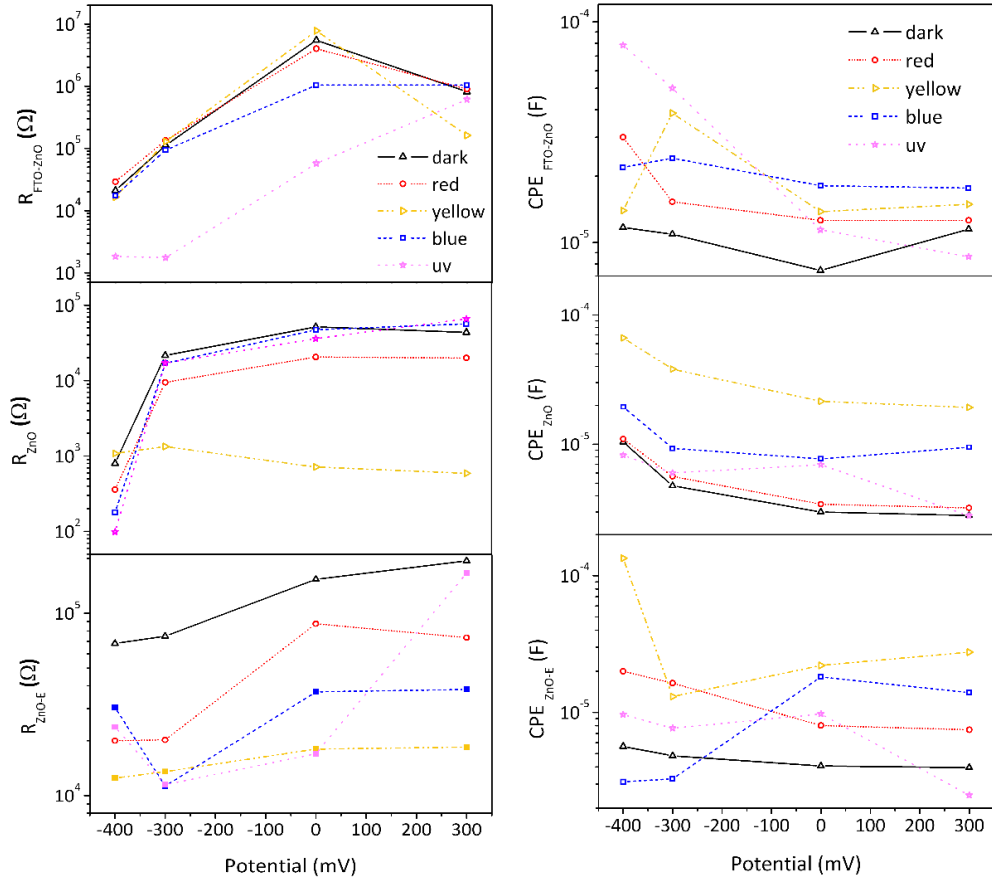 10⁷
10⁶
10⁵
10⁴
10³
R_FTO-ZnO (Ω)
dark
red
yellow
blue
uv
10⁵
10⁴
10³
10²
R_ZnO (Ω)
10⁵
10⁴
R_ZnO-E (Ω)
-400 -300 -200 -100 0 100 200 300
Potential (mV)
10⁻⁴
10⁻⁵
CPE_FTO-ZnO (F)
dark
red
yellow
blue
uv
10⁻⁴
10⁻⁵
CPE_ZnO (F)
10⁻⁴
10⁻⁵
CPE_ZnO-E (F)
-400 -300 -200 -100 0 100 200 300
Potential (mV)